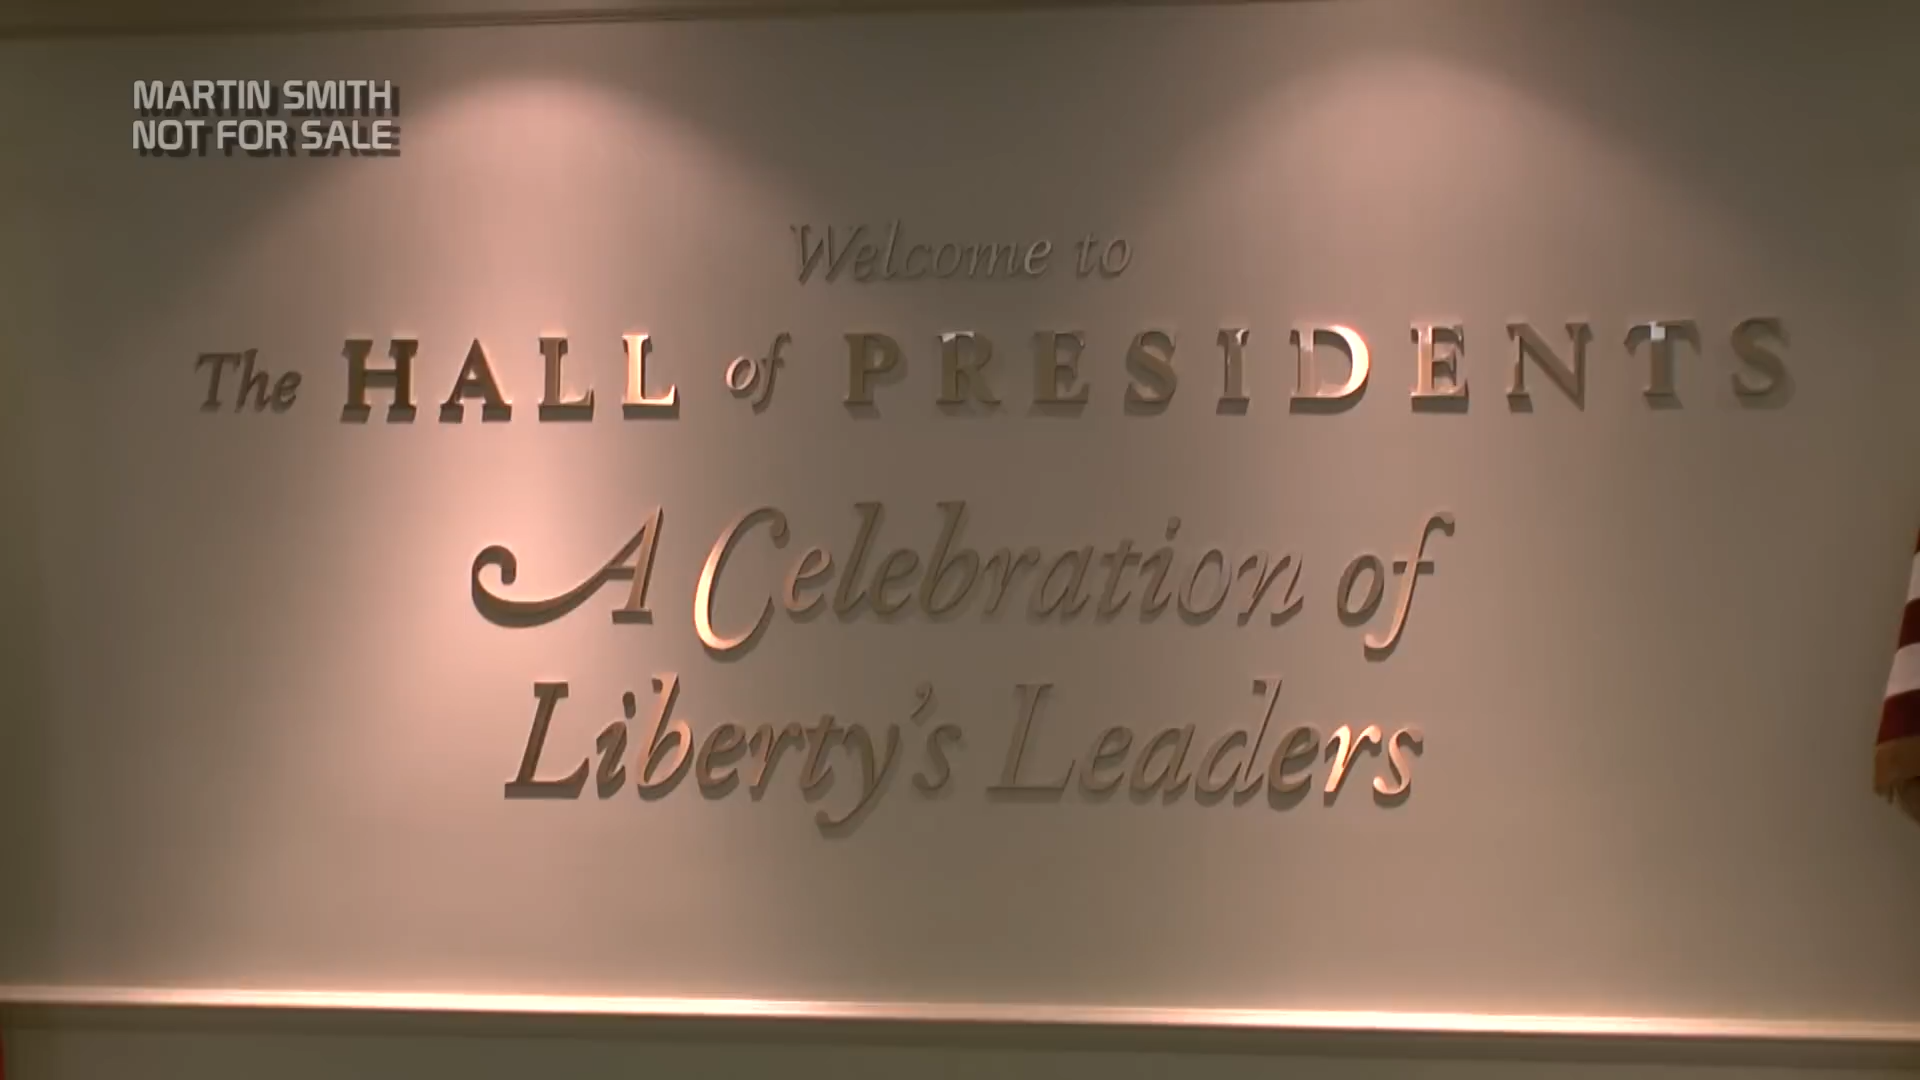 MARTIN SMITH
NOT FOR SALE
Welcome to
The HALL of PRESIDENTS
A Celebration of
Liberty's Leaders